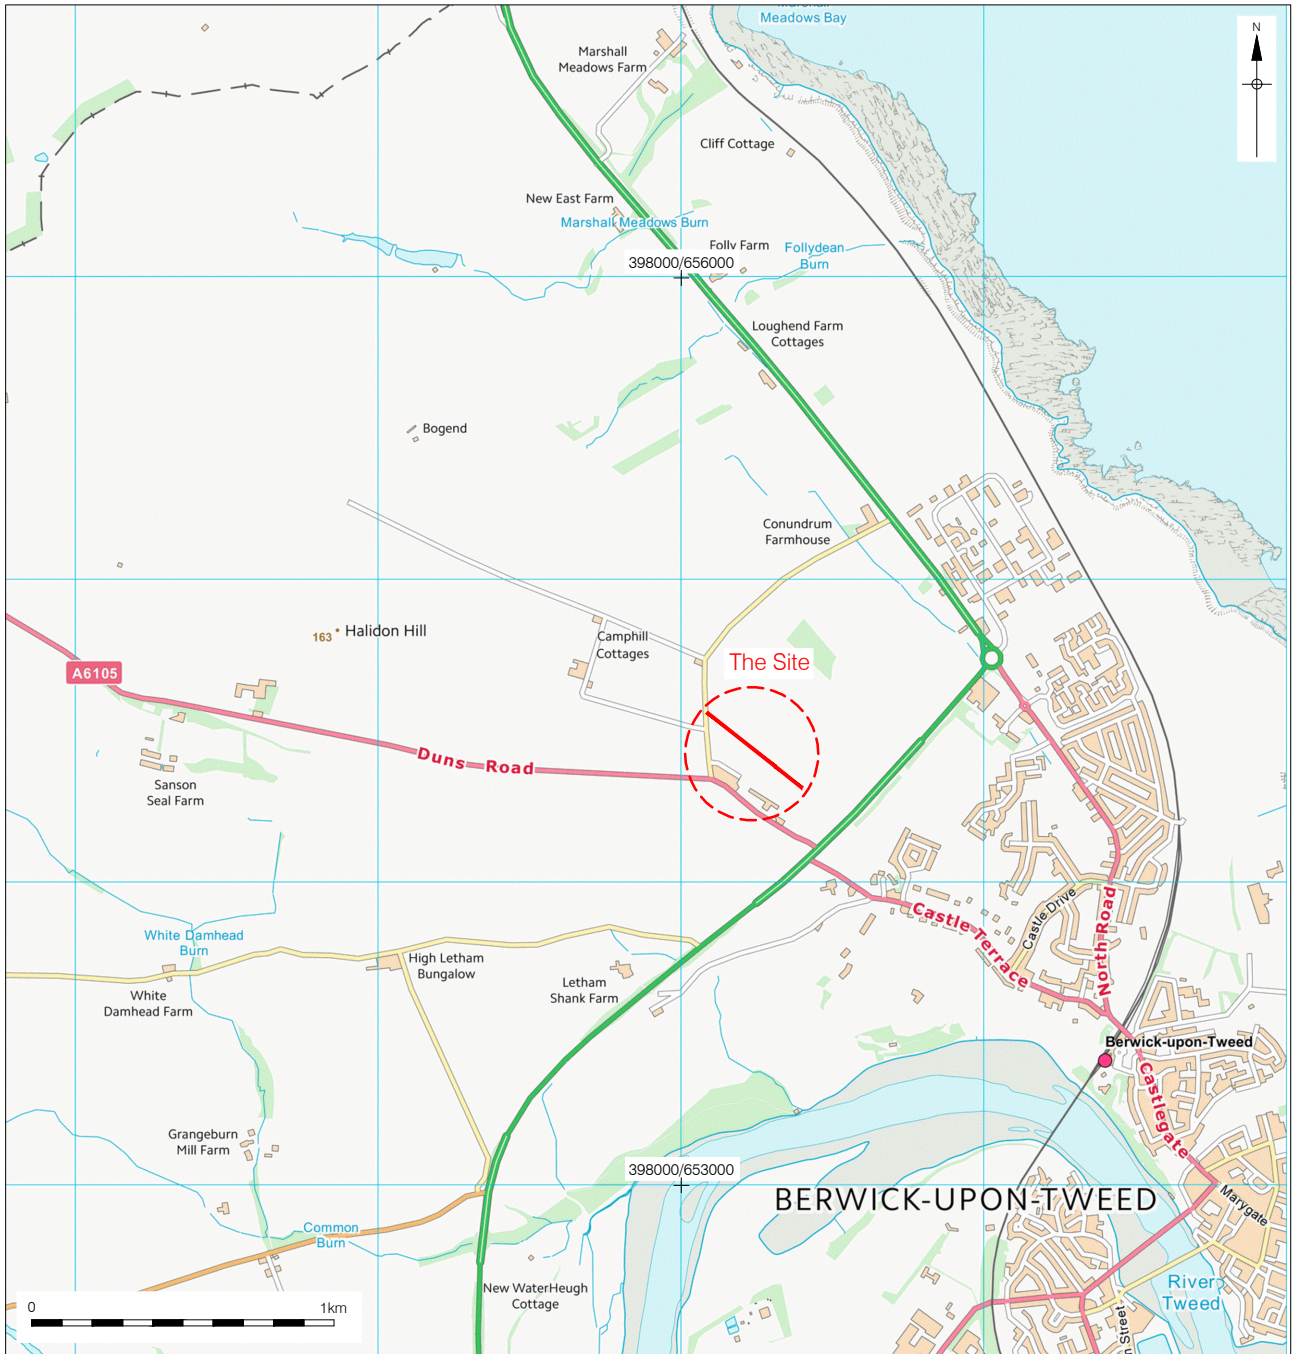 Marshall
Meadows Bay
N
Marshall
Meadows Farm
Cliff Cottage
New East Farm
Marshall Meadows Burn
Folly Farm
Follydean
Burn
398000/656000
Loughend Farm
Cottages
Bogend
Conundrum
Farmhouse
163
Halidon Hill
Camphill
Cottages
The Site
A6105
Duns Road
Sanson
Seal Farm
Castle Drive
North Road
Castle Terrace
White Damhead
Burn
High Letham
Bungalow
Letham
Shank Farm
White
Damhead Farm
Berwick-upon-Tweed
Castlegate
Grangeburn
Mill Farm
398000/653000
BERWICK-UPON-TWEED
Marygate
Common
Burn
New WaterHeugh
Cottage
River
Tweed
Street
0
1km